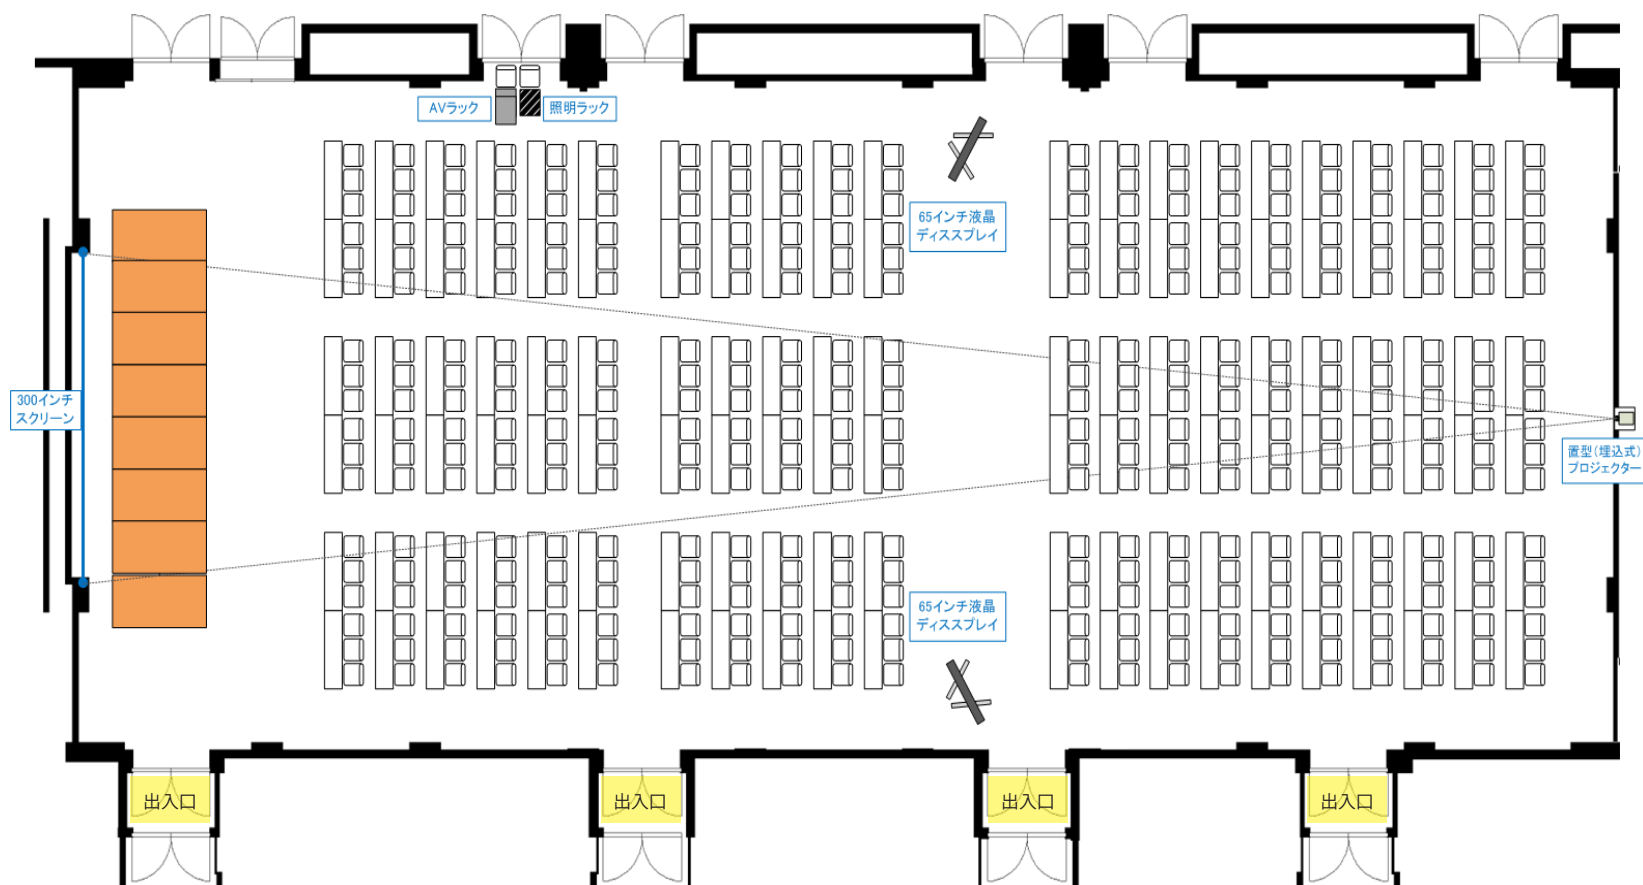 AVラック
照明ラック
65インチ液晶
ディススプレイ
300インチ
スクリーン
置型(埋込式)
プロジェクター
65インチ液晶
ディススプレイ
出入口
出入口
出入口
出入口